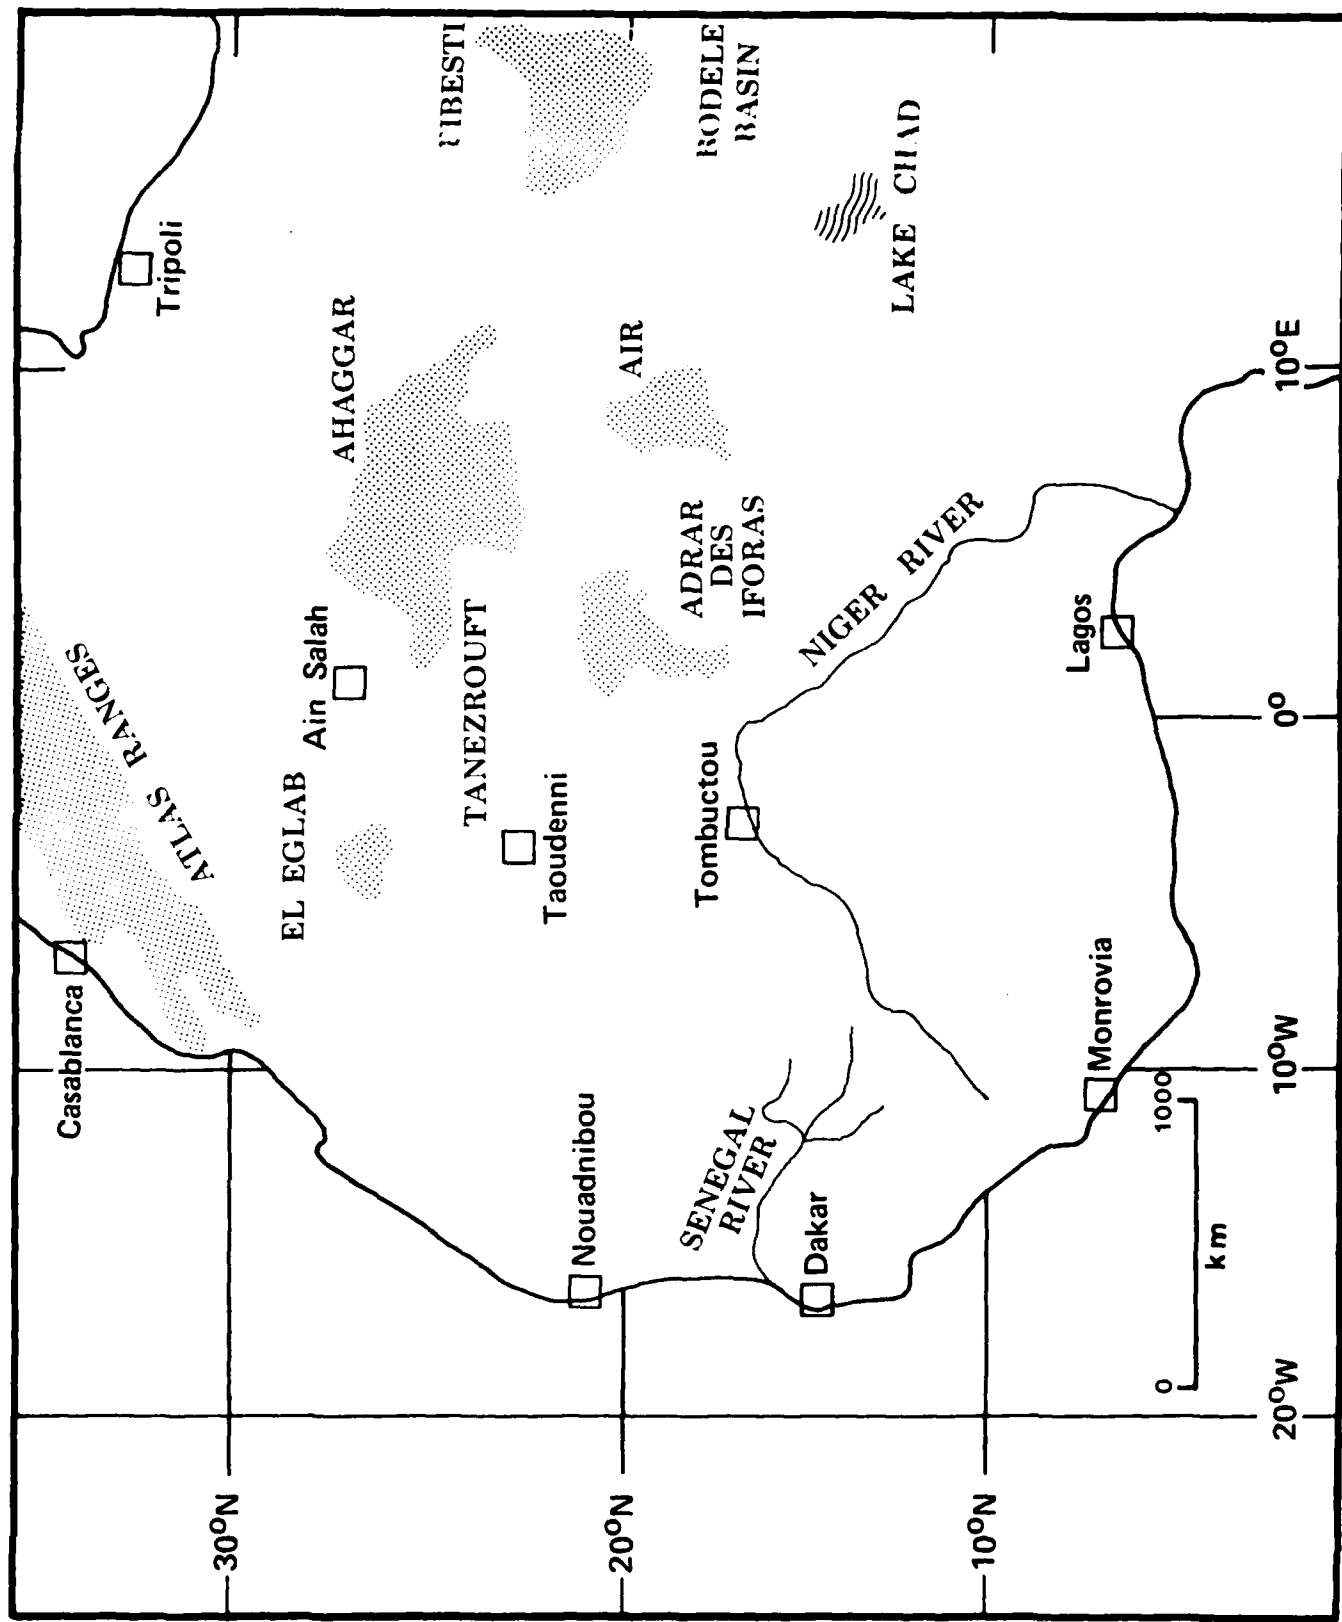 Casablanca
ATLAS RANGES
Tripoli
30°N
EL EGLAB
Ain Salah
AHAGGAR
TIBESTI
TANEZROUFT
Taoudenni
Nouadnibou
20°N
AIR
ADRAR
DES
IFORAS
BODELE
BASIN
SENEGAL
RIVER
Tombuctou
Dakar
NIGER RIVER
LAKE CHAD
10°N
Monrovia
Lagos
0 1000
km
20°W 10°W 0° 10°E